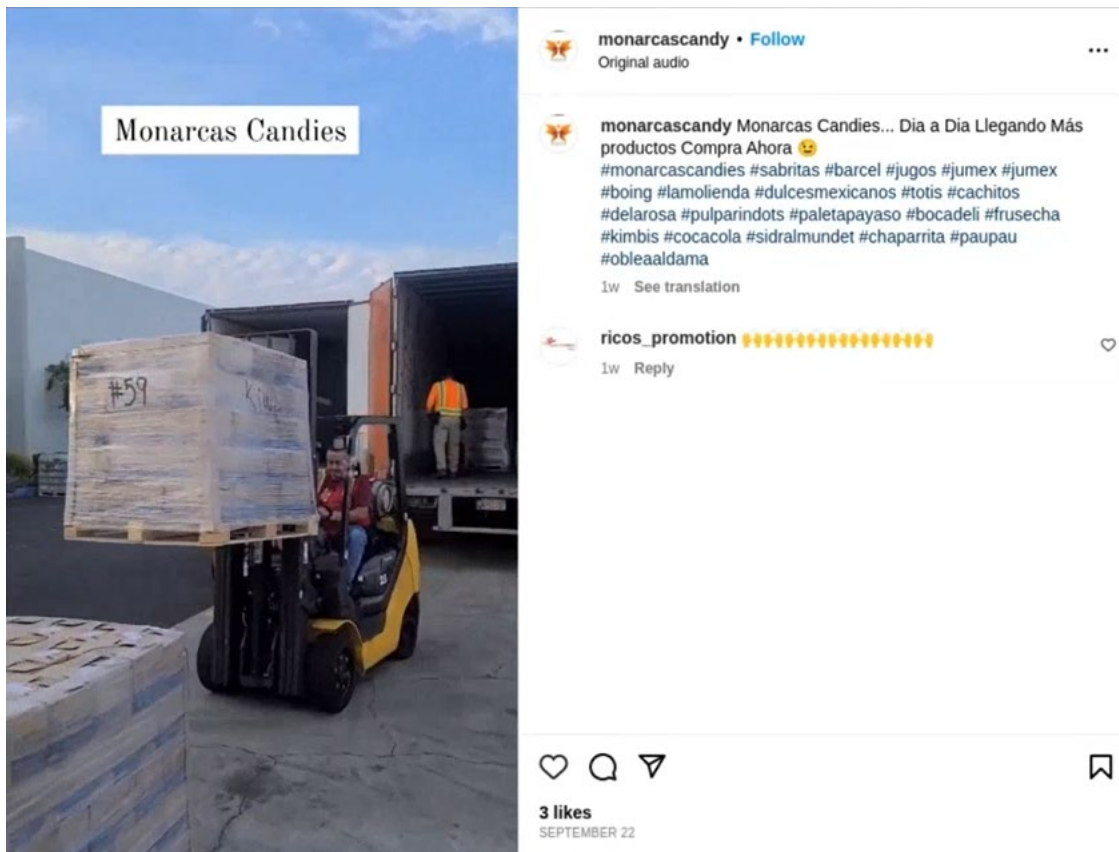 Monarcas Candies
#59
monarcascandy • Follow
Original audio
monarcascandy Monarcas Candies... Dia a Dia Llegando Más
productos Compra Ahora 😉
#monarcascandies #sabritas #barcel #jugos #jumex #jumex
#boing #lamolienda #dulcesmexicanos #totis #cachitos
#delarosa #pulparindots #paletapayaso #bocadeli #frusecha
#kimbis #cocacola #sidralmundet #chaparrita #paupau
#obleaaldama
1w See translation
ricos_promotion 🙌🙌🙌🙌🙌🙌🙌🙌🙌
1w Reply
3 likes
SEPTEMBER 22